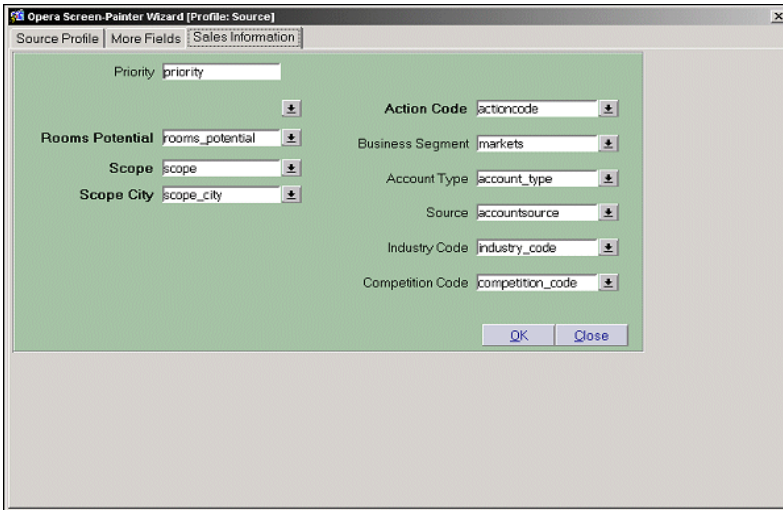 Opera Screen-Painter Wizard [Profile: Source]
Source Profile More Fields Sales Information
Priority priority
Action Code actioncode
Rooms Potential rooms_potential
Business Segment markets
Scope scope
Account Type account_type
Scope City scope_city
Source accountsource
Industry Code industry_code
Competition Code competition_code
OK Close